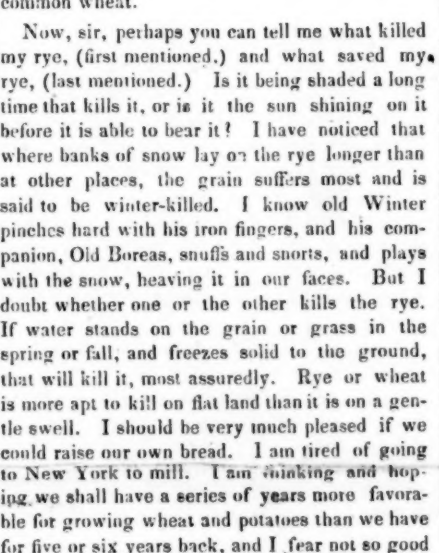 common wheat.
Now, sir, perhaps you can tell me what killed
my rye, (first mentioned.) and what saved my
rye, (last mentioned.) Is it being shaded a long
time that kills it, or is it the sun shining on it
before it is able to bear it? I have noticed that
where banks of snow lay on the rye longer than
at other places, the grain suffers most and is
said to be winter-killed. I know old Winter
pinches hard with his iron fingers, and his com-
panion, Old Boreas, snuffs and snorts, and plays
with the snow, heaving it in our faces. But I
doubt whether one or the other kills the rye.
If water stands on the grain or grass in the
spring or fall, and freezes solid to the ground,
that will kill it, most assuredly. Rye or wheat
is more apt to kill on flat land than it is on a gen-
tle swell. I should be very much pleased if we
could raise our own bread. I am tired of going
to New York to mill. I am thinking and hop-
ing we shall have a series of years more favora-
ble for growing wheat and potatoes than we have
for five or six years back, and I fear not so good